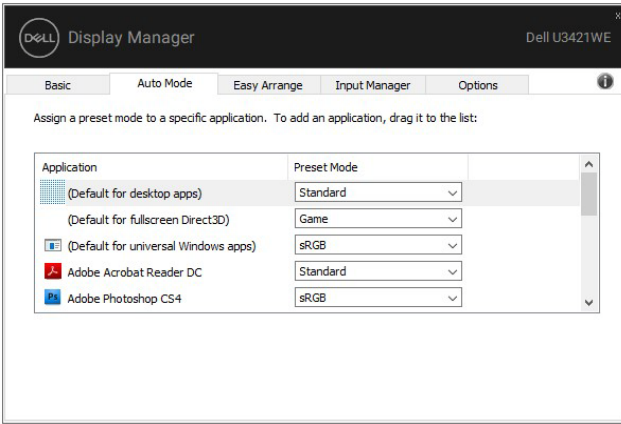 DELL Display Manager Dell U3421WE
Basic Auto Mode Easy Arrange Input Manager Options
Assign a preset mode to a specific application. To add an application, drag it to the list:
Application Preset Mode
(Default for desktop apps) Standard
(Default for fullscreen Direct3D) Game
(Default for universal Windows apps) sRGB
Adobe Acrobat Reader DC Standard
Ps Adobe Photoshop CS4 sRGB